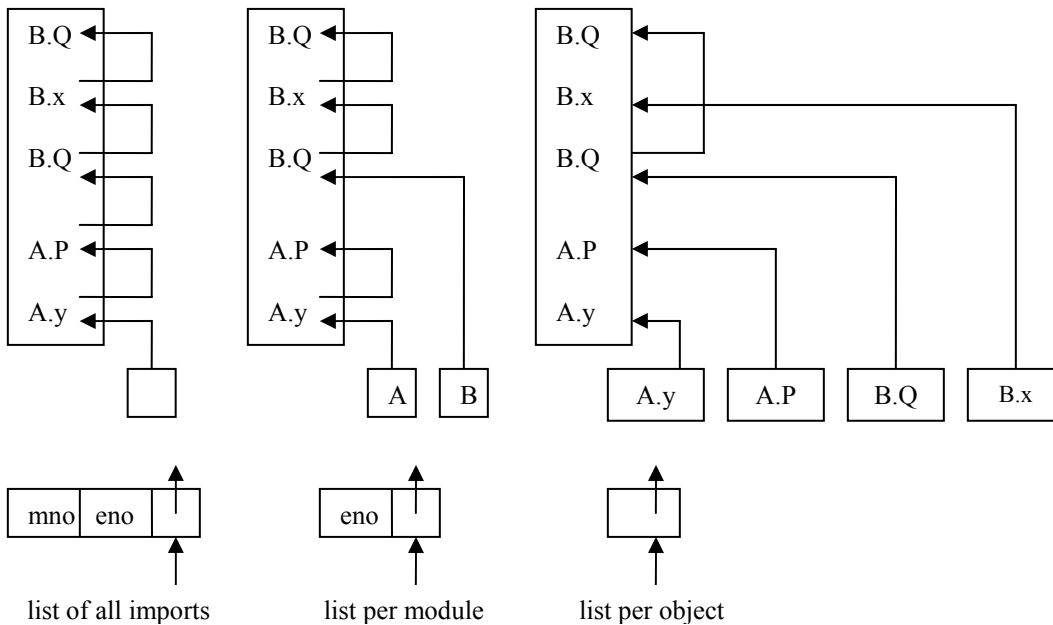 B.Q
B.x
B.Q
A.P
A.y
B.Q
B.x
B.Q
A.P
A.y
A
B
B.Q
B.x
B.Q
A.P
A.y
A.y
A.P
B.Q
B.x
mno eno
eno
list of all imports
list per module
list per object